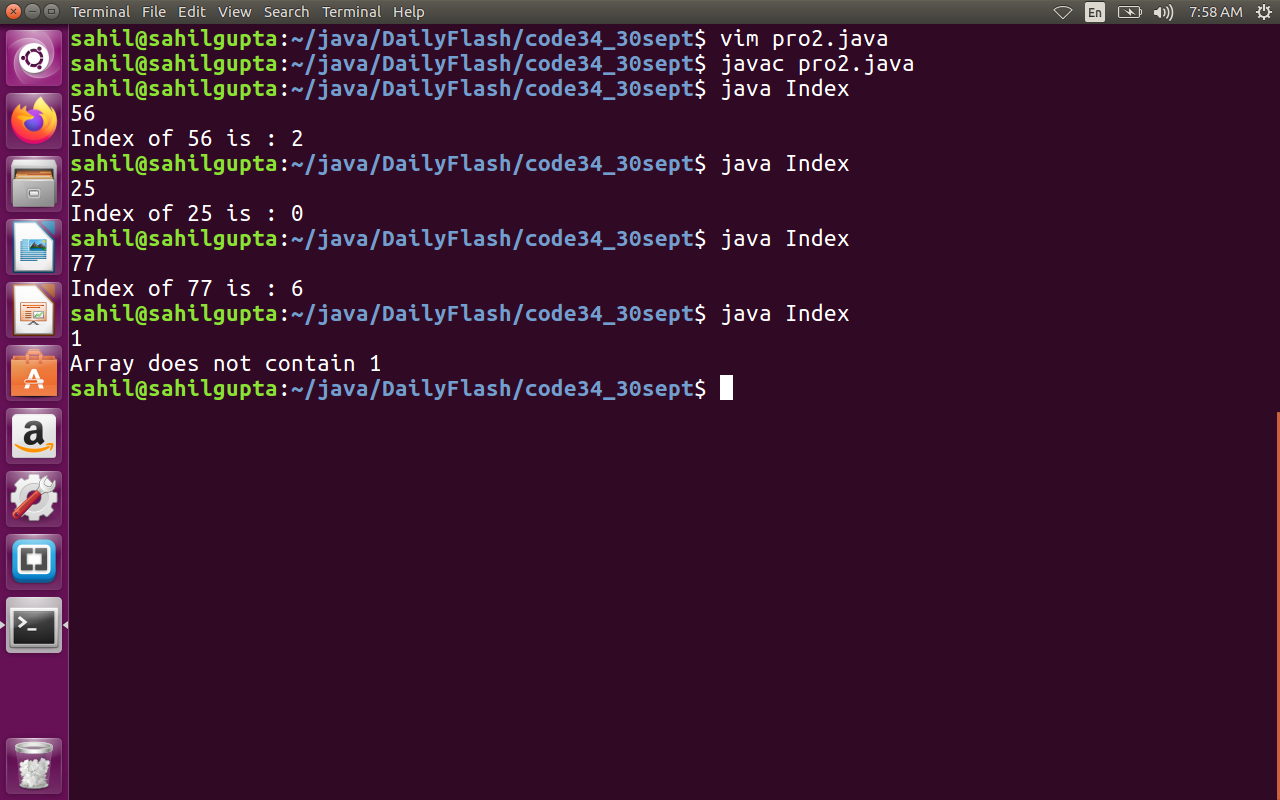 Terminal File Edit View Search Terminal Help En 7:58 AM
sahil@sahilgupta:~/java/DailyFlash/code34_30sept$ vim pro2.java
sahil@sahilgupta:~/java/DailyFlash/code34_30sept$ javac pro2.java
sahil@sahilgupta:~/java/DailyFlash/code34_30sept$ java Index
56
Index of 56 is : 2
sahil@sahilgupta:~/java/DailyFlash/code34_30sept$ java Index
25
Index of 25 is : 0
sahil@sahilgupta:~/java/DailyFlash/code34_30sept$ java Index
77
Index of 77 is : 6
sahil@sahilgupta:~/java/DailyFlash/code34_30sept$ java Index
1
Array does not contain 1
sahil@sahilgupta:~/java/DailyFlash/code34_30sept$